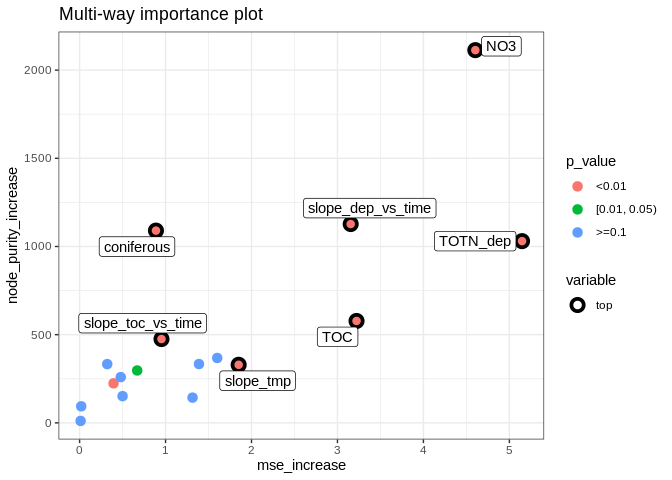 Multi-way importance plot
node_purity_increase
2000
1500
1000
500
0
NO3
slope_dep_vs_time
TOTN_dep
coniferous
slope_toc_vs_time
TOC
slope_tmp
0 1 2 3 4 5
mse_increase
p_value
<0.01
[0.01, 0.05)
>=0.1
variable
top